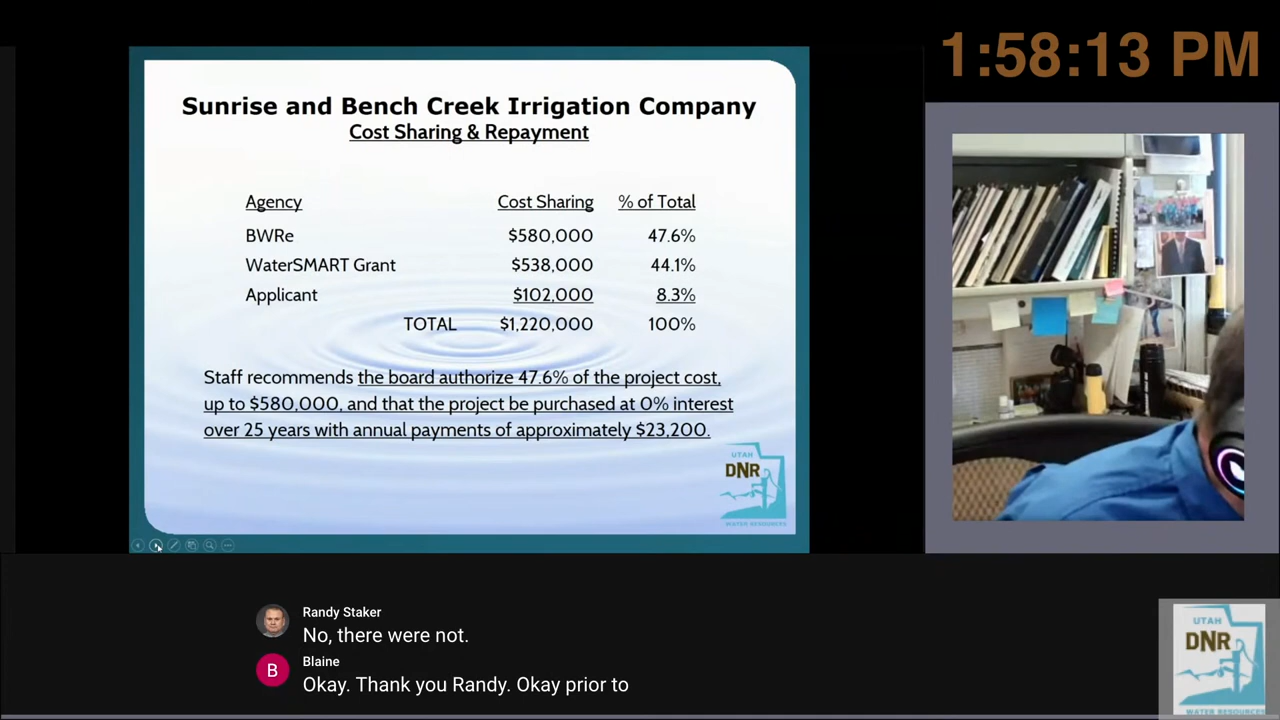 1:58:13 PM
Sunrise and Bench Creek Irrigation Company
Cost Sharing & Repayment
Agency Cost Sharing % of Total
BWRe $580,000 47.6%
WaterSMART Grant $538,000 44.1%
Applicant $102,000 8.3%
TOTAL $1,220,000 100%
Staff recommends the board authorize 47.6% of the project cost,
up to $580,000, and that the project be purchased at 0% interest
over 25 years with annual payments of approximately $23,200.
UTAH
DNR
WATER RESOURCES
Randy Staker
No, there were not.
B
Blaine
Okay. Thank you Randy. Okay prior to
UTAH
DNR
WATER RESOURCES